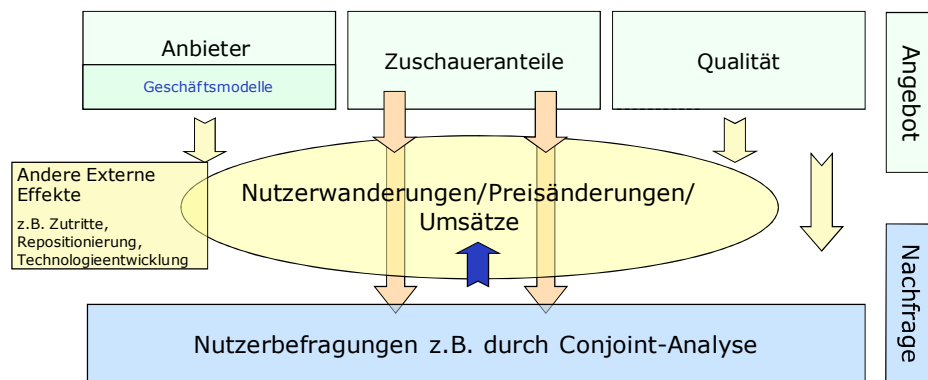 Anbieter
Geschäftsmodelle
Zuschaueranteile
Qualität
Angebot
Andere Externe
Effekte
z.B. Zutritte,
Repositionierung,
Technologieentwicklung
Nutzerwanderungen/Preisänderungen/
Umsätze
Nachfrage
Nutzerbefragungen z.B. durch Conjoint-Analyse